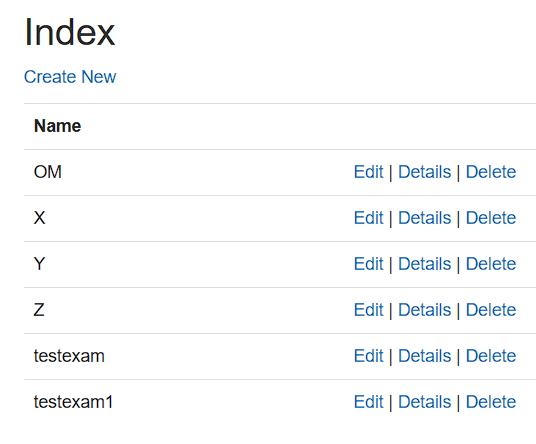 Index
Create New
Name
OM Edit | Details | Delete
X Edit | Details | Delete
Y Edit | Details | Delete
Z Edit | Details | Delete
testexam Edit | Details | Delete
testexam1 Edit | Details | Delete